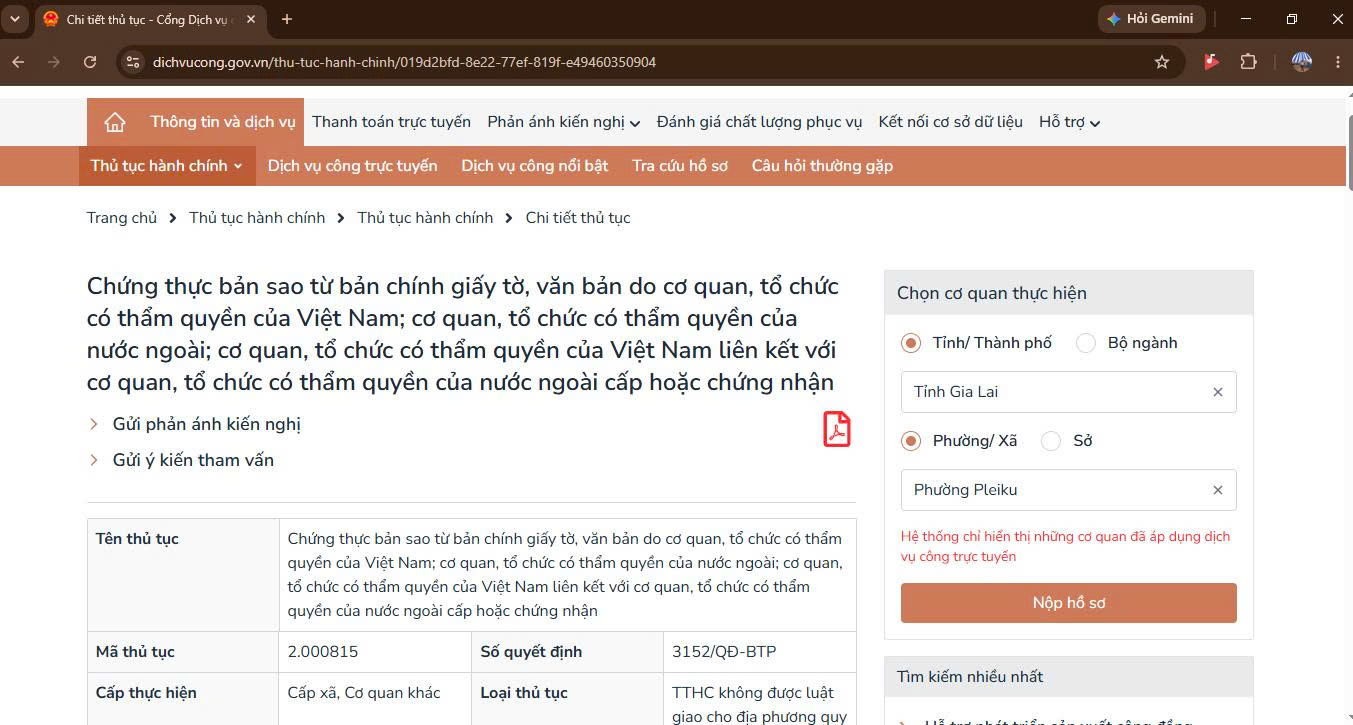 Chi tiết thủ tục - Cổng Dịch vụ
Hỏi Gemini
dichvucong.gov.vn/thu-tuc-hanh-chinh/019d2bfd-8e22-77ef-819f-e49460350904
Thông tin và dịch vụ Thanh toán trực tuyến Phản ánh kiến nghị Đánh giá chất lượng phục vụ Kết nối cơ sở dữ liệu Hỗ trợ
Thủ tục hành chính Dịch vụ công trực tuyến Dịch vụ công nổi bật Tra cứu hồ sơ Câu hỏi thường gặp
Trang chủ Thủ tục hành chính Thủ tục hành chính Chi tiết thủ tục
Chứng thực bản sao từ bản chính giấy tờ, văn bản do cơ quan, tổ chức
có thẩm quyền của Việt Nam; cơ quan, tổ chức có thẩm quyền của
nước ngoài; cơ quan, tổ chức có thẩm quyền của Việt Nam liên kết với
cơ quan, tổ chức có thẩm quyền của nước ngoài cấp hoặc chứng nhận
Gửi phản ánh kiến nghị
Gửi ý kiến tham vấn
Tên thủ tục
Chứng thực bản sao từ bản chính giấy tờ, văn bản do cơ quan, tổ chức có thẩm
quyền của Việt Nam; cơ quan, tổ chức có thẩm quyền của nước ngoài; cơ quan,
tổ chức có thẩm quyền của Việt Nam liên kết với cơ quan, tổ chức có thẩm
quyền của nước ngoài cấp hoặc chứng nhận
Mã thủ tục 2.000815 Số quyết định 3152/QĐ-BTP
Cấp thực hiện Cấp xã, Cơ quan khác Loại thủ tục TTHC không được luật
giao cho địa phương quy
Chọn cơ quan thực hiện
Tỉnh/ Thành phố Bộ ngành
Tỉnh Gia Lai
Phường/ Xã Sở
Phường Pleiku
Hệ thống chỉ hiển thị những cơ quan đã áp dụng dịch
vụ công trực tuyến
Nộp hồ sơ
Tìm kiếm nhiều nhất